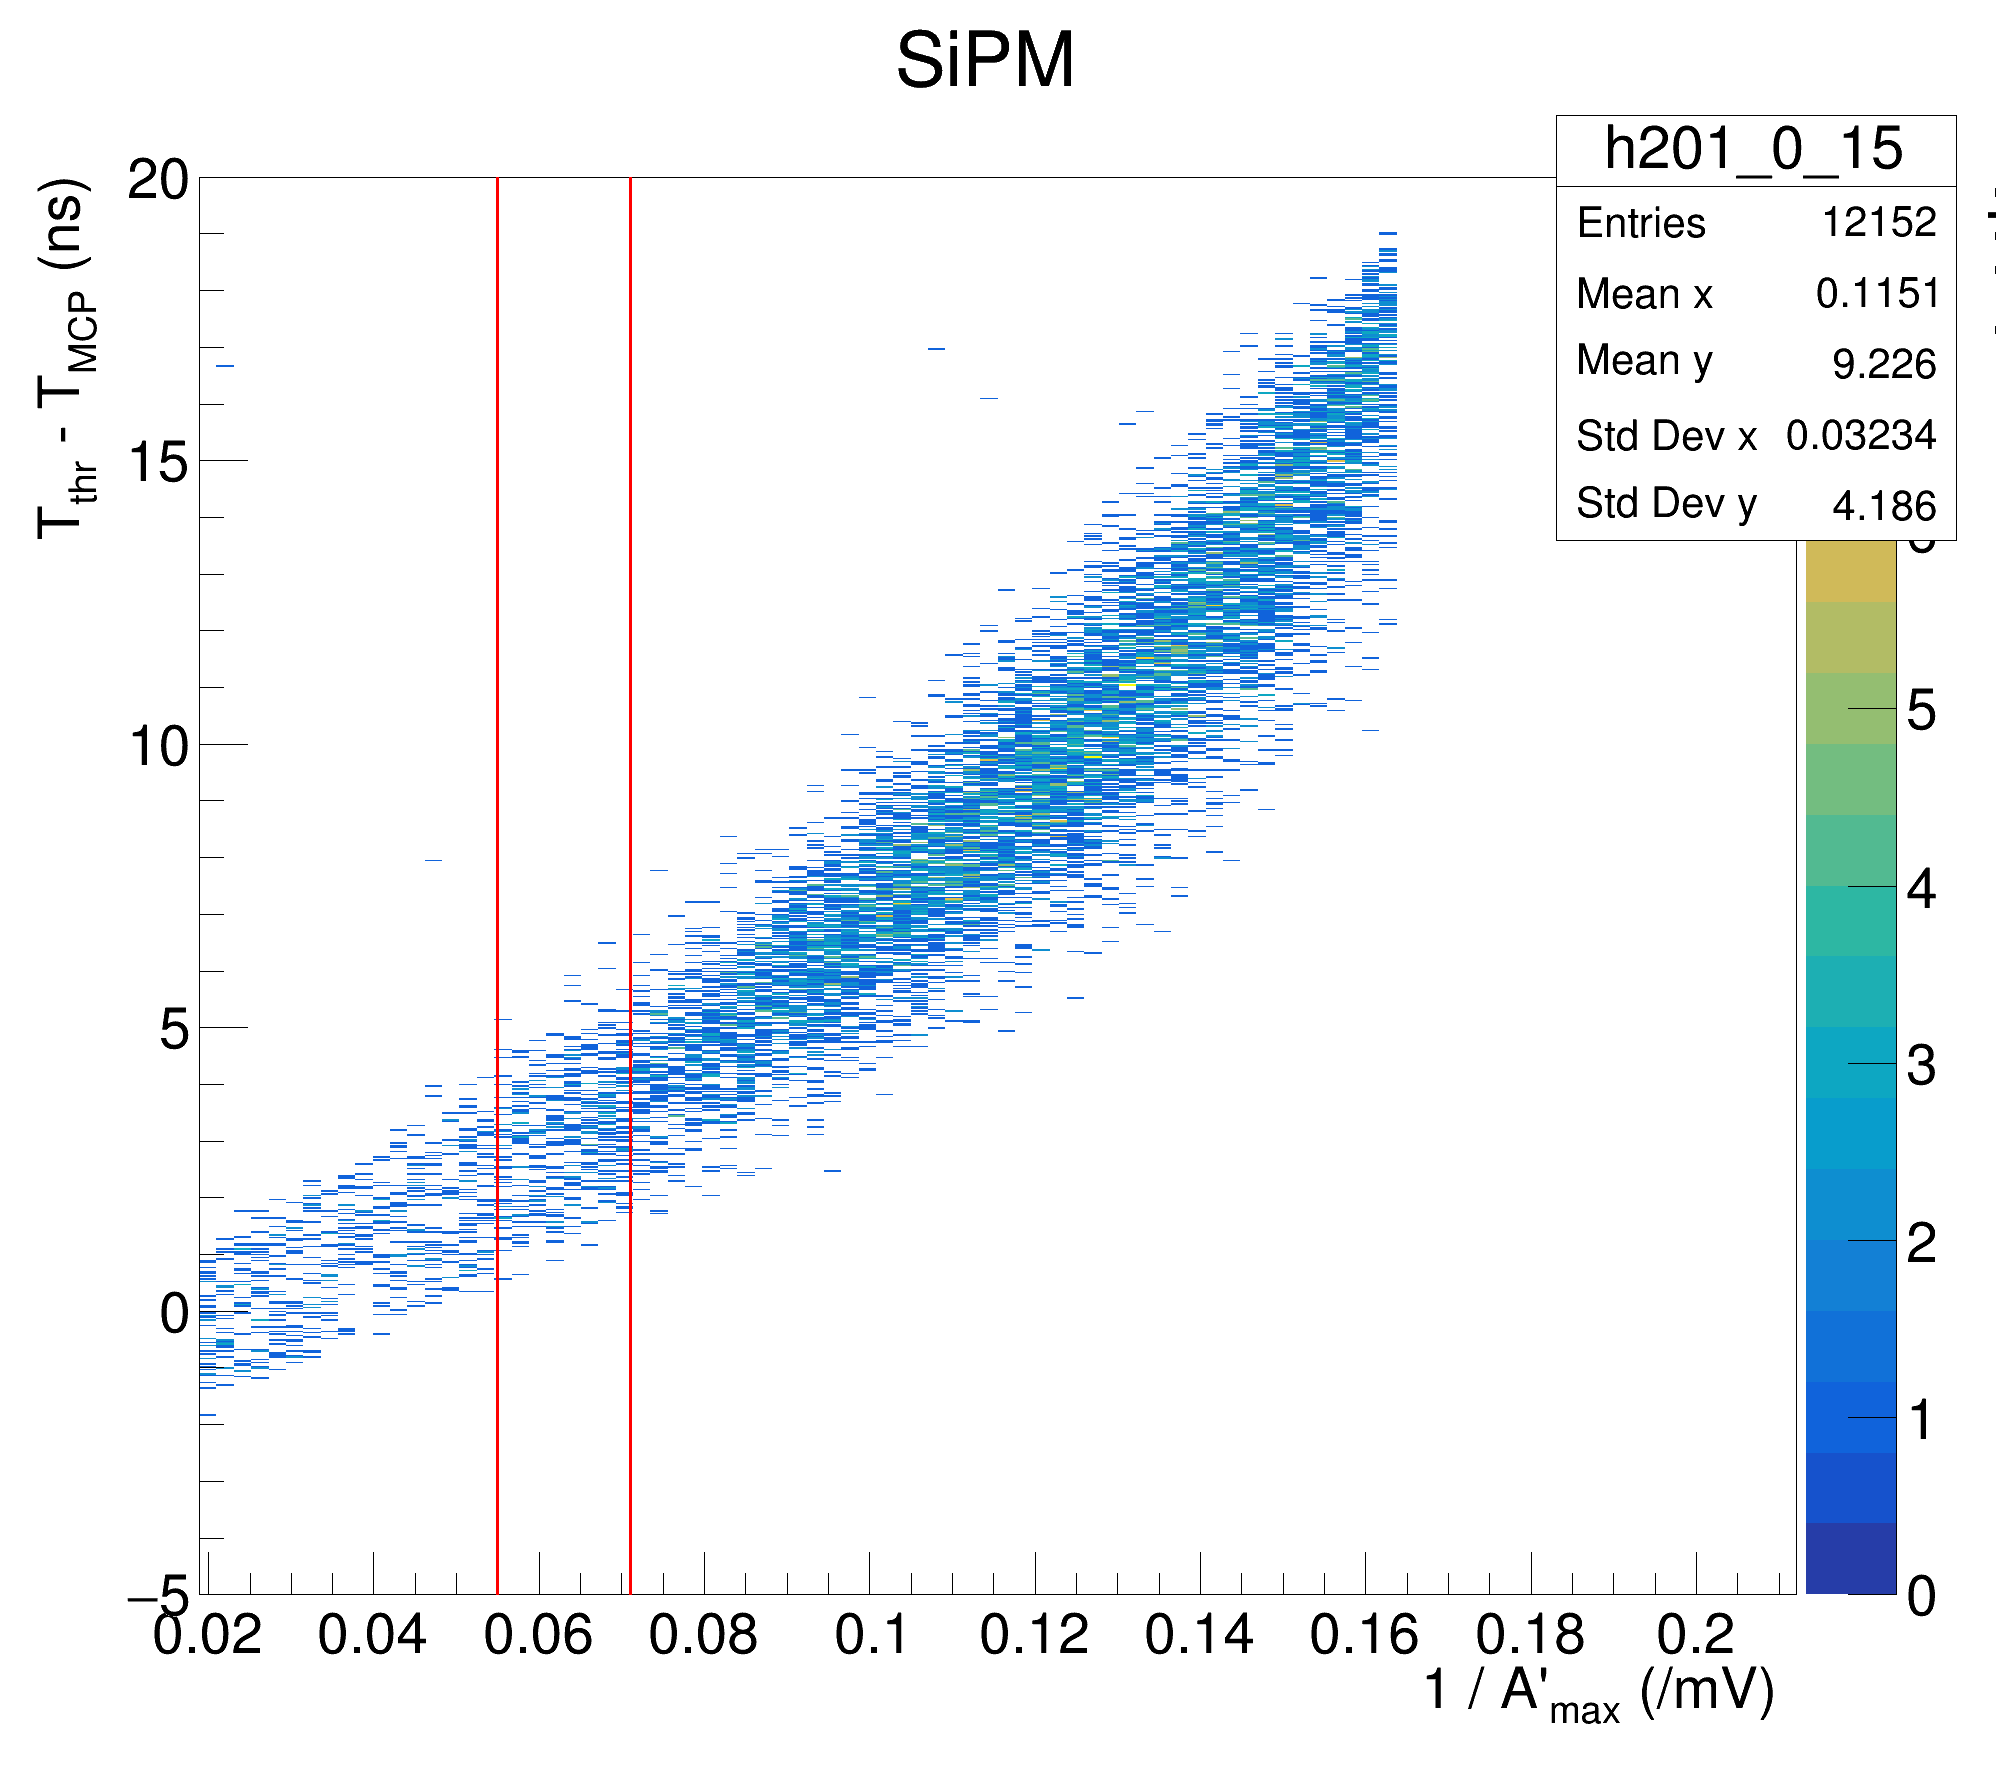 SiPM
h201_0_15
Entries 12152
Mean x 0.1151
Mean y 9.226
Std Dev x 0.03234
Std Dev y 4.186
T_thr - T_MCP (ns)
20
15
10
5
0
−5
0.02 0.04 0.06 0.08 0.1 0.12 0.14 0.16 0.18 0.2
1 / A'_max (/mV)
5
4
3
2
1
0